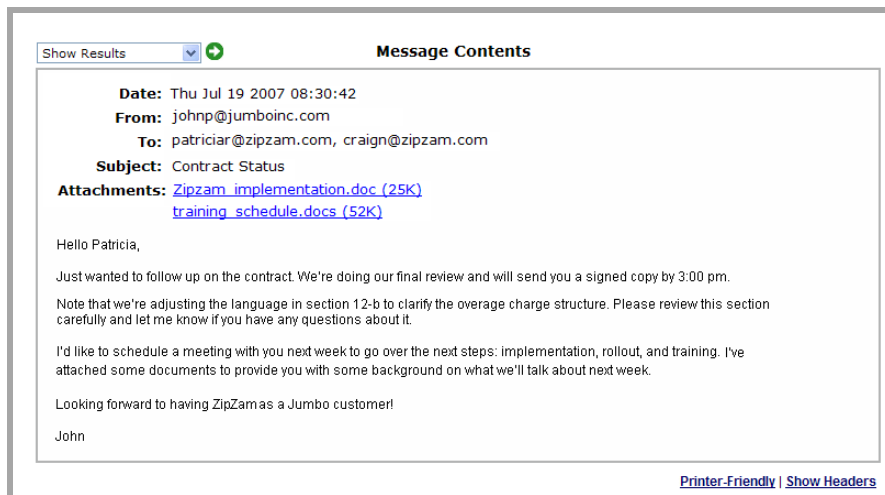 Show Results
Message Contents
Date: Thu Jul 19 2007 08:30:42
From: johnp@jumboinc.com
To: patriciar@zipzam.com, craign@zipzam.com
Subject: Contract Status
Attachments: Zipzam_implementation.doc (25K)
training_schedule.docs (52K)
Hello Patricia,
Just wanted to follow up on the contract. We're doing our final review and will send you a signed copy by 3:00 pm.
Note that we're adjusting the language in section 12-b to clarify the overage charge structure. Please review this section
carefully and let me know if you have any questions about it.
I'd like to schedule a meeting with you next week to go over the next steps: implementation, rollout, and training. I've
attached some documents to provide you with some background on what we'll talk about next week.
Looking forward to having ZipZam as a Jumbo customer!
John
Printer-Friendly | Show Headers